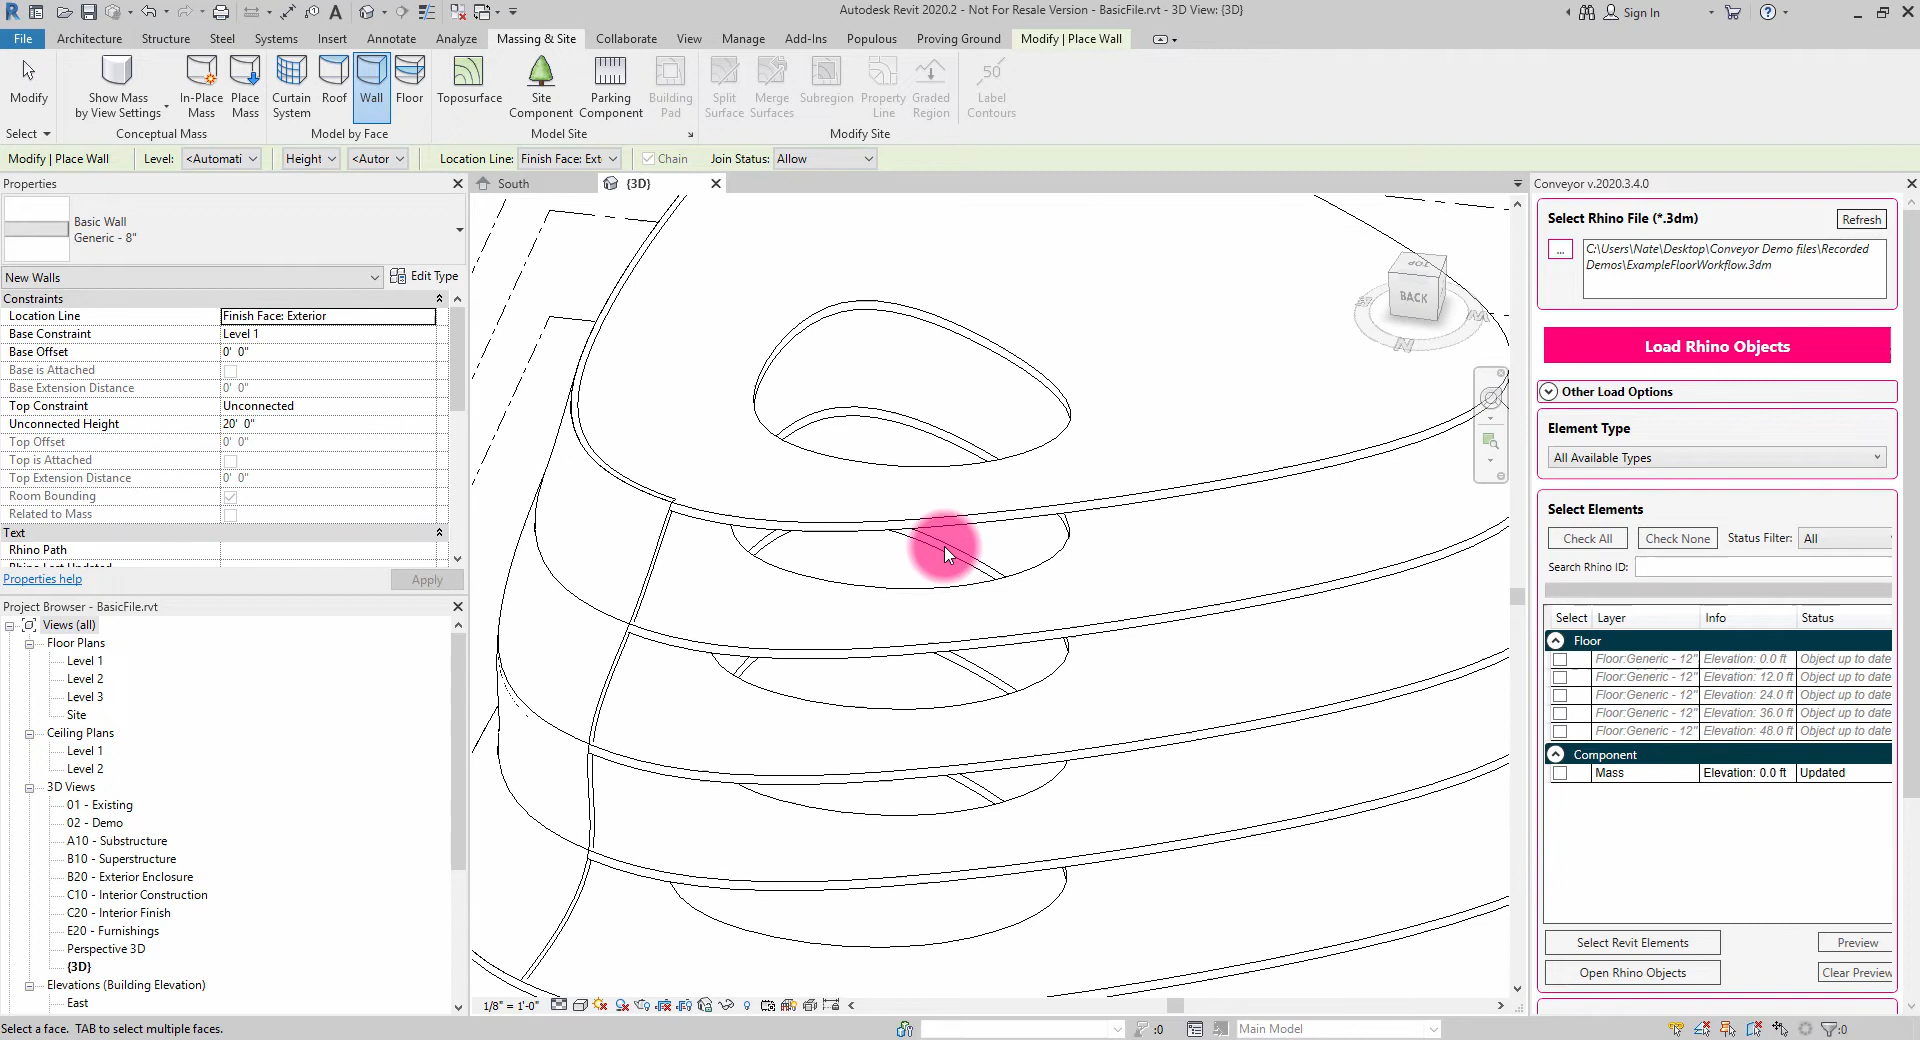 Autodesk Revit 2020.2 - Not For Resale Version - BasicFile.rvt - 3D View: {3D}
Sign In
File Architecture Structure Steel Systems Insert Annotate Analyze Massing & Site Collaborate View Manage Add-Ins Populous Proving Ground Modify | Place Wall
Modify
Show Mass
by View Settings
In-Place
Mass
Place
Mass
Curtain
System
Roof
Wall
Floor
Toposurface
Site
Component
Parking
Component
Building
Pad
Split
Surface
Merge
Surfaces
Subregion
Property
Line
Graded
Region
50
Label
Contours
Select
Conceptual Mass
Model by Face
Model Site
Modify Site
Modify | Place Wall
Level: <Automati
Height
<Autor
Location Line: Finish Face: Ext
Chain
Join Status: Allow
Properties
Basic Wall
Generic - 8"
New Walls
Edit Type
Constraints
Location Line Finish Face: Exterior
Base Constraint Level 1
Base Offset 0' 0"
Base is Attached
Base Extension Distance 0' 0"
Top Constraint Unconnected
Unconnected Height 20' 0"
Top Offset 0' 0"
Top is Attached
Top Extension Distance 0' 0"
Room Bounding
Related to Mass
Text
Rhino Path
Properties help
Apply
Project Browser - BasicFile.rvt
Views (all)
Floor Plans
Level 1
Level 2
Level 3
Site
Ceiling Plans
Level 1
Level 2
3D Views
01 - Existing
02 - Demo
A10 - Substructure
B10 - Superstructure
B20 - Exterior Enclosure
C10 - Interior Construction
C20 - Interior Finish
E20 - Furnishings
Perspective 3D
{3D}
Elevations (Building Elevation)
East
South
{3D}
TOP
BACK
W
N
1/8" = 1'-0"
Conveyor v.2020.3.4.0
Select Rhino File (*.3dm)
Refresh
...
C:\Users\Nate\Desktop\Conveyor Demo files\Recorded
Demos\ExampleFloorWorkflow.3dm
Load Rhino Objects
Other Load Options
Element Type
All Available Types
Select Elements
Check All
Check None
Status Filter: All
Search Rhino ID:
Select Layer Info Status
Floor
Floor:Generic - 12" Elevation: 0.0 ft Object up to date
Floor:Generic - 12" Elevation: 12.0 ft Object up to date
Floor:Generic - 12" Elevation: 24.0 ft Object up to date
Floor:Generic - 12" Elevation: 36.0 ft Object up to date
Floor:Generic - 12" Elevation: 48.0 ft Object up to date
Component
Mass Elevation: 0.0 ft Updated
Select Revit Elements
Preview
Open Rhino Objects
Clear Preview
Select a face. TAB to select multiple faces.
:0
Main Model
:0